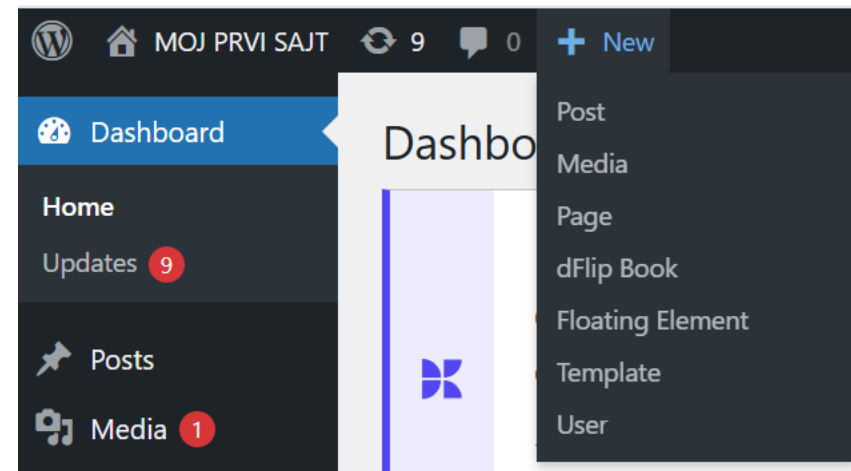 MOJ PRVI SAJT 9 0 + New
Dashboard
Home
Updates 9
Posts
Media 1
Dashbo
Post
Media
Page
dFlip Book
Floating Element
Template
User